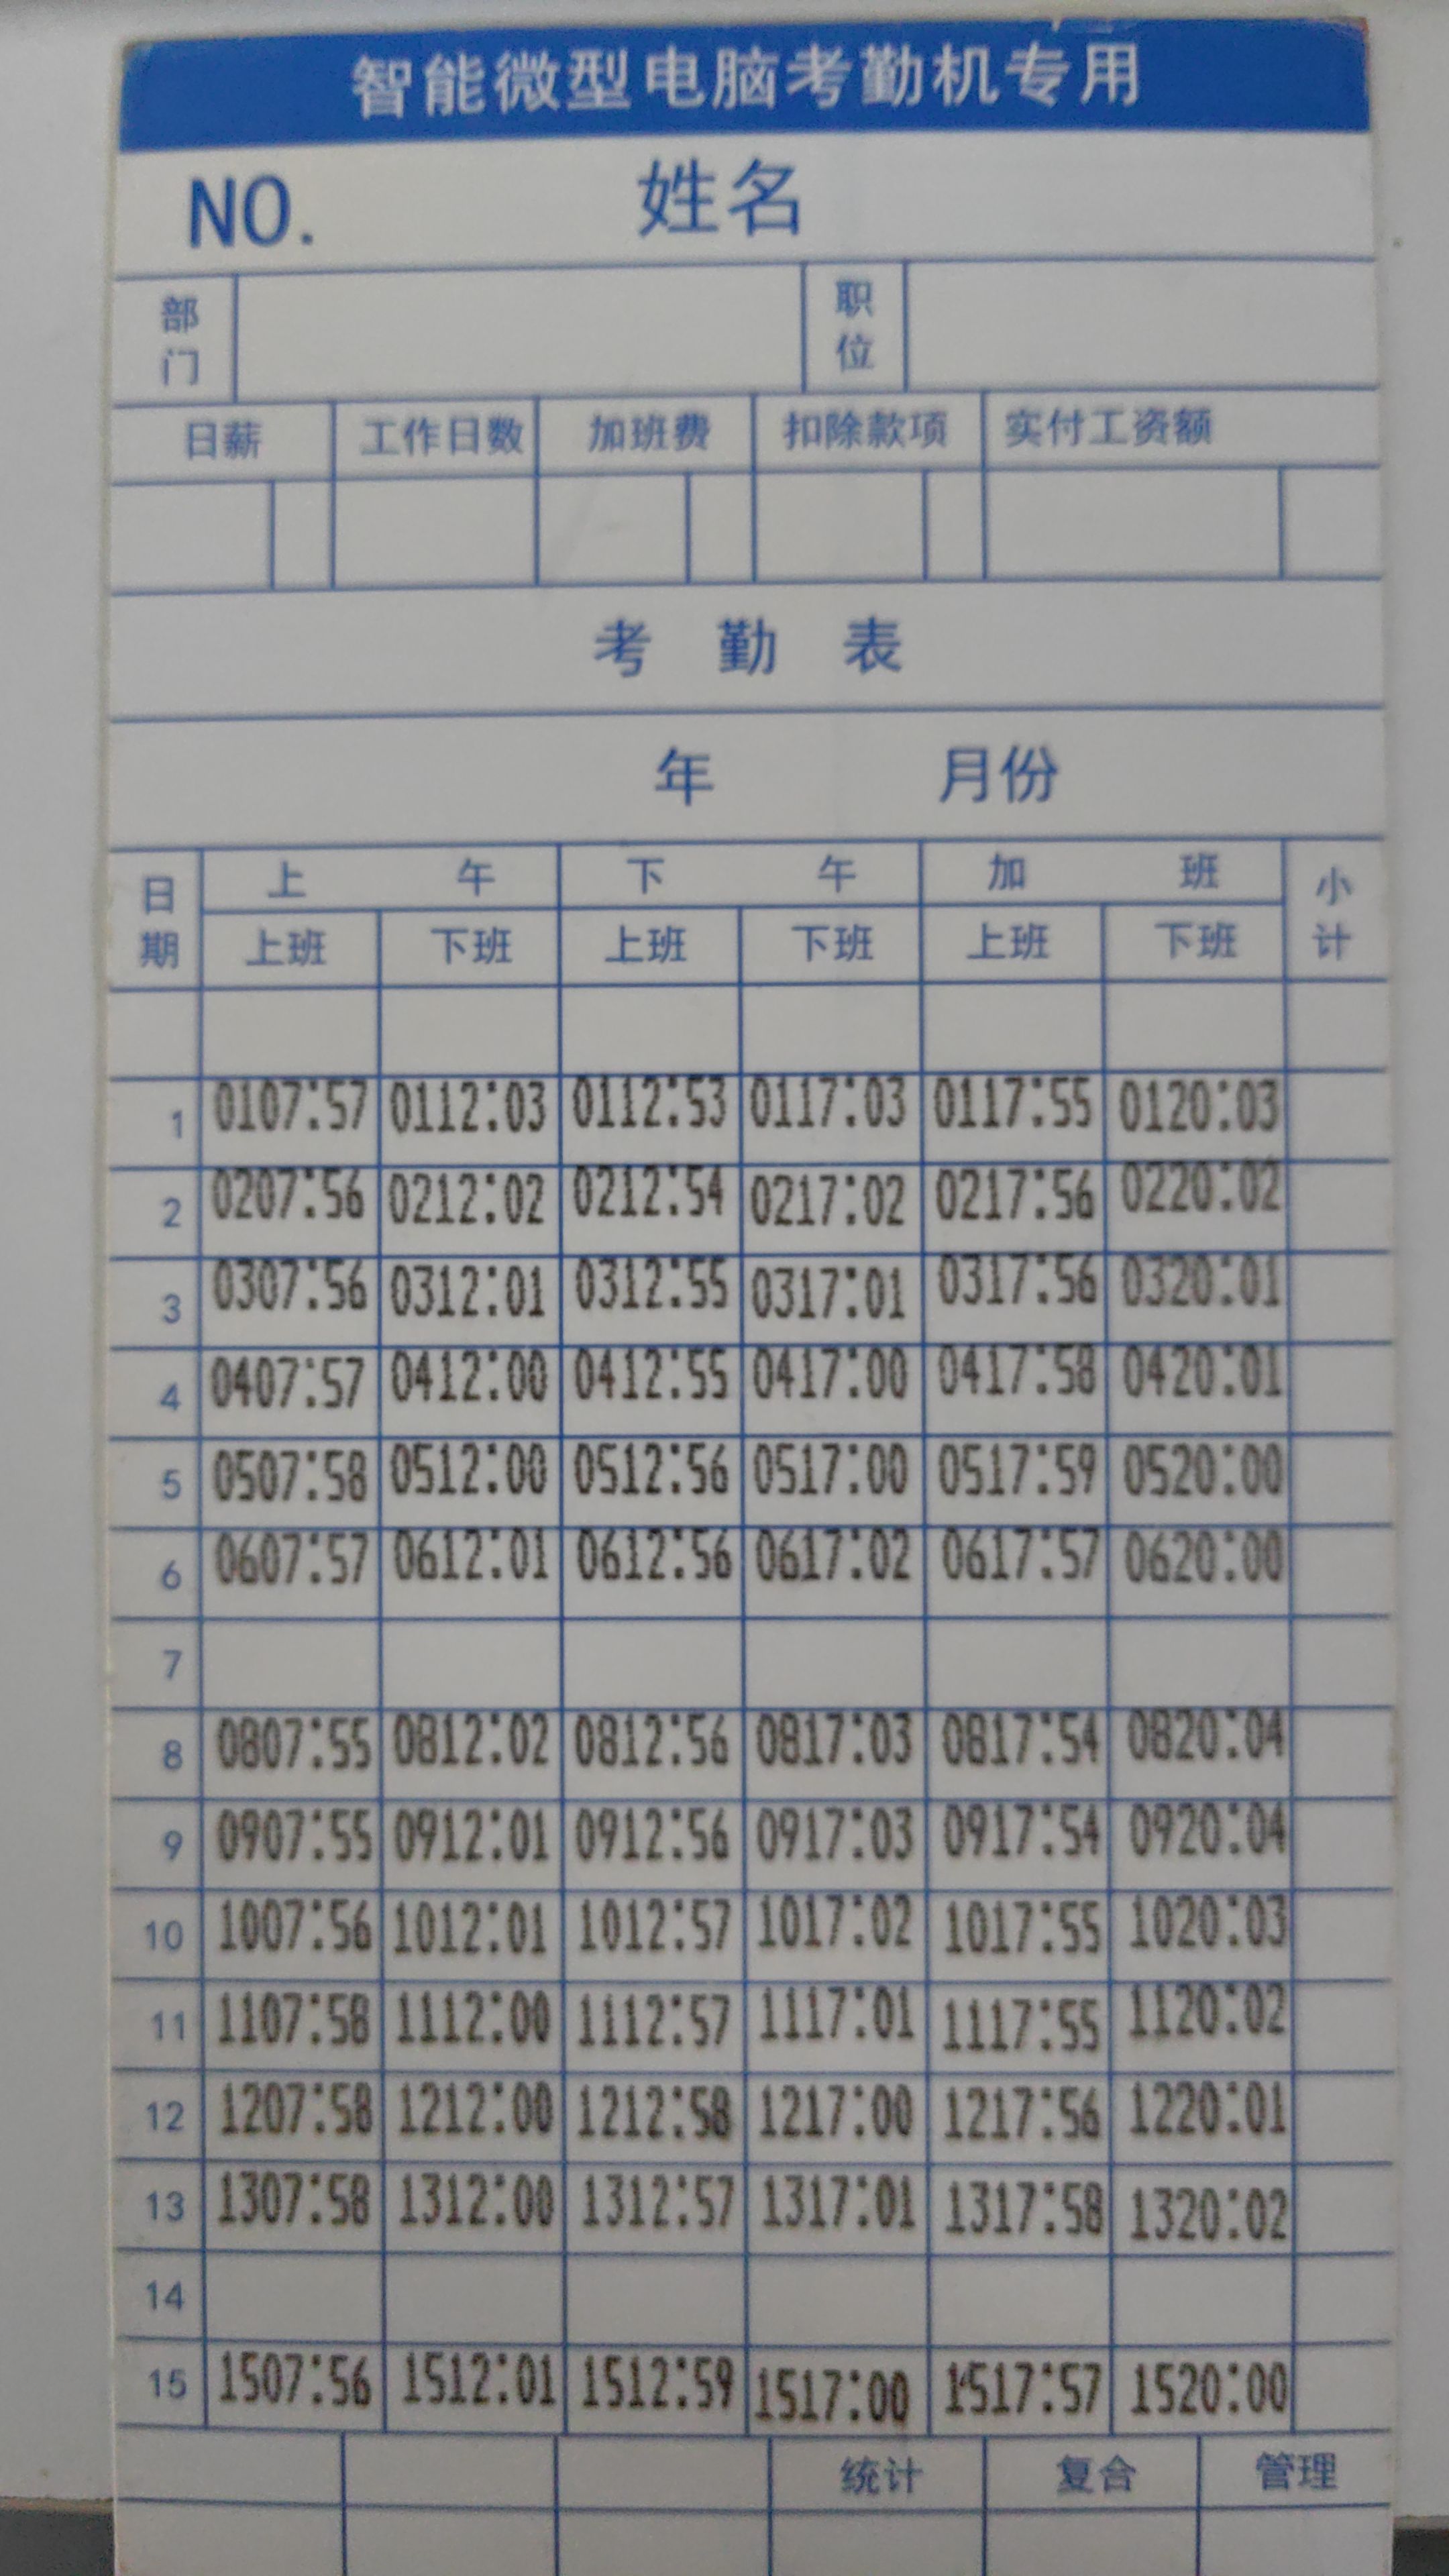 智能微型电脑考勤机专用
NO. 姓名
部门 职位
日薪 工作日数 加班费 扣除款项 实付工资额
考 勤 表
年 月份
日期 上 午 下 午 加 班 小计
上班 下班 上班 下班 上班 下班
1 0107:57 0112:03 0112:53 0117:03 0117:55 0120:03
2 0207:56 0212:02 0212:54 0217:02 0217:56 0220:02
3 0307:56 0312:01 0312:55 0317:01 0317:56 0320:01
4 0407:57 0412:00 0412:55 0417:00 0417:58 0420:01
5 0507:58 0512:00 0512:56 0517:00 0517:59 0520:00
6 0607:57 0612:01 0612:56 0617:02 0617:57 0620:00
7
8 0807:55 0812:02 0812:56 0817:03 0817:54 0820:04
9 0907:55 0912:01 0912:56 0917:03 0917:54 0920:04
10 1007:56 1012:01 1012:57 1017:02 1017:55 1020:03
11 1107:58 1112:00 1112:57 1117:01 1117:55 1120:02
12 1207:58 1212:00 1212:58 1217:00 1217:56 1220:01
13 1307:58 1312:00 1312:57 1317:01 1317:58 1320:02
14
15 1507:56 1512:01 1512:59 1517:00 1517:57 1520:00
统计 复合 管理